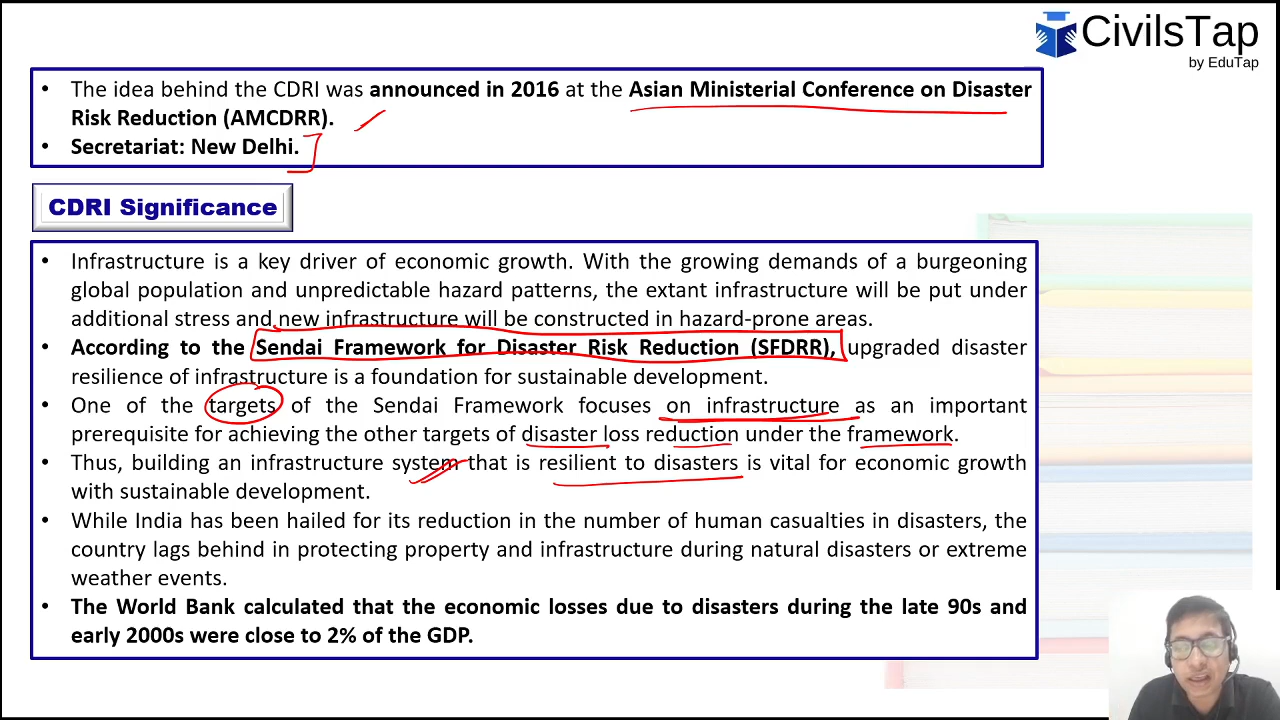 CivilsTap
by EduTap
• The idea behind the CDRI was announced in 2016 at the Asian Ministerial Conference on Disaster
Risk Reduction (AMCDRR).
• Secretariat: New Delhi.
CDRI Significance
• Infrastructure is a key driver of economic growth. With the growing demands of a burgeoning
global population and unpredictable hazard patterns, the extant infrastructure will be put under
additional stress and new infrastructure will be constructed in hazard-prone areas.
• According to the Sendai Framework for Disaster Risk Reduction (SFDRR), upgraded disaster
resilience of infrastructure is a foundation for sustainable development.
• One of the targets of the Sendai Framework focuses on infrastructure as an important
prerequisite for achieving the other targets of disaster loss reduction under the framework.
• Thus, building an infrastructure system that is resilient to disasters is vital for economic growth
with sustainable development.
• While India has been hailed for its reduction in the number of human casualties in disasters, the
country lags behind in protecting property and infrastructure during natural disasters or extreme
weather events.
• The World Bank calculated that the economic losses due to disasters during the late 90s and
early 2000s were close to 2% of the GDP.